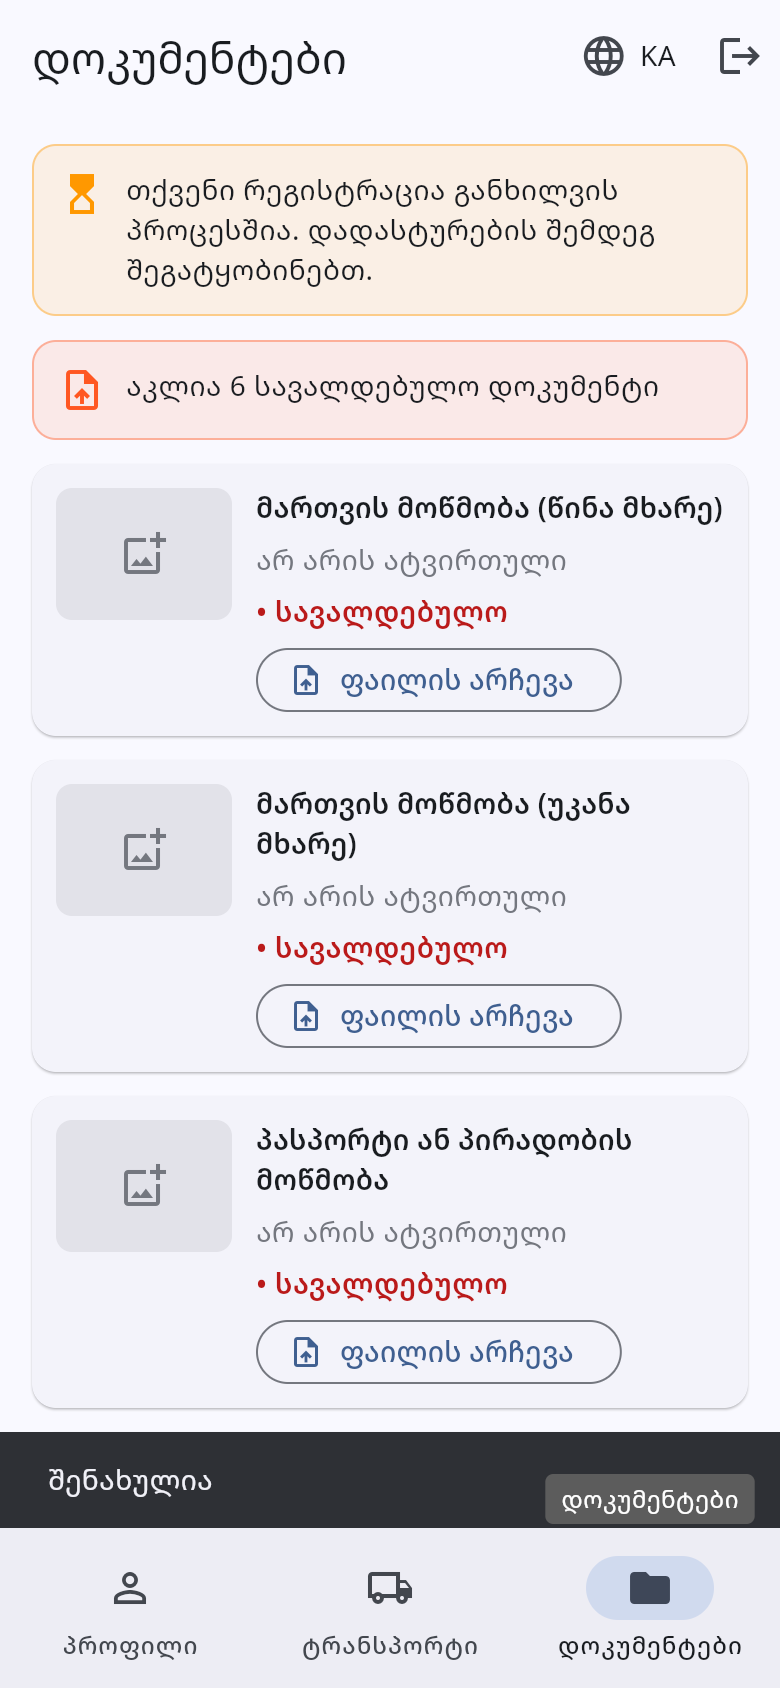 დოკუმენტები
KA
თქვენი რეგისტრაცია განხილვის
პროცესშია. დადასტურების შემდეგ
შეგატყობინებთ.
აკლია 6 სავალდებულო დოკუმენტი
მართვის მოწმობა (წინა მხარე)
არ არის ატვირთული
• სავალდებულო
ფაილის არჩევა
მართვის მოწმობა (უკანა
მხარე)
არ არის ატვირთული
• სავალდებულო
ფაილის არჩევა
პასპორტი ან პირადობის
მოწმობა
არ არის ატვირთული
• სავალდებულო
ფაილის არჩევა
შენახულია
დოკუმენტები
პროფილი
ტრანსპორტი
დოკუმენტები